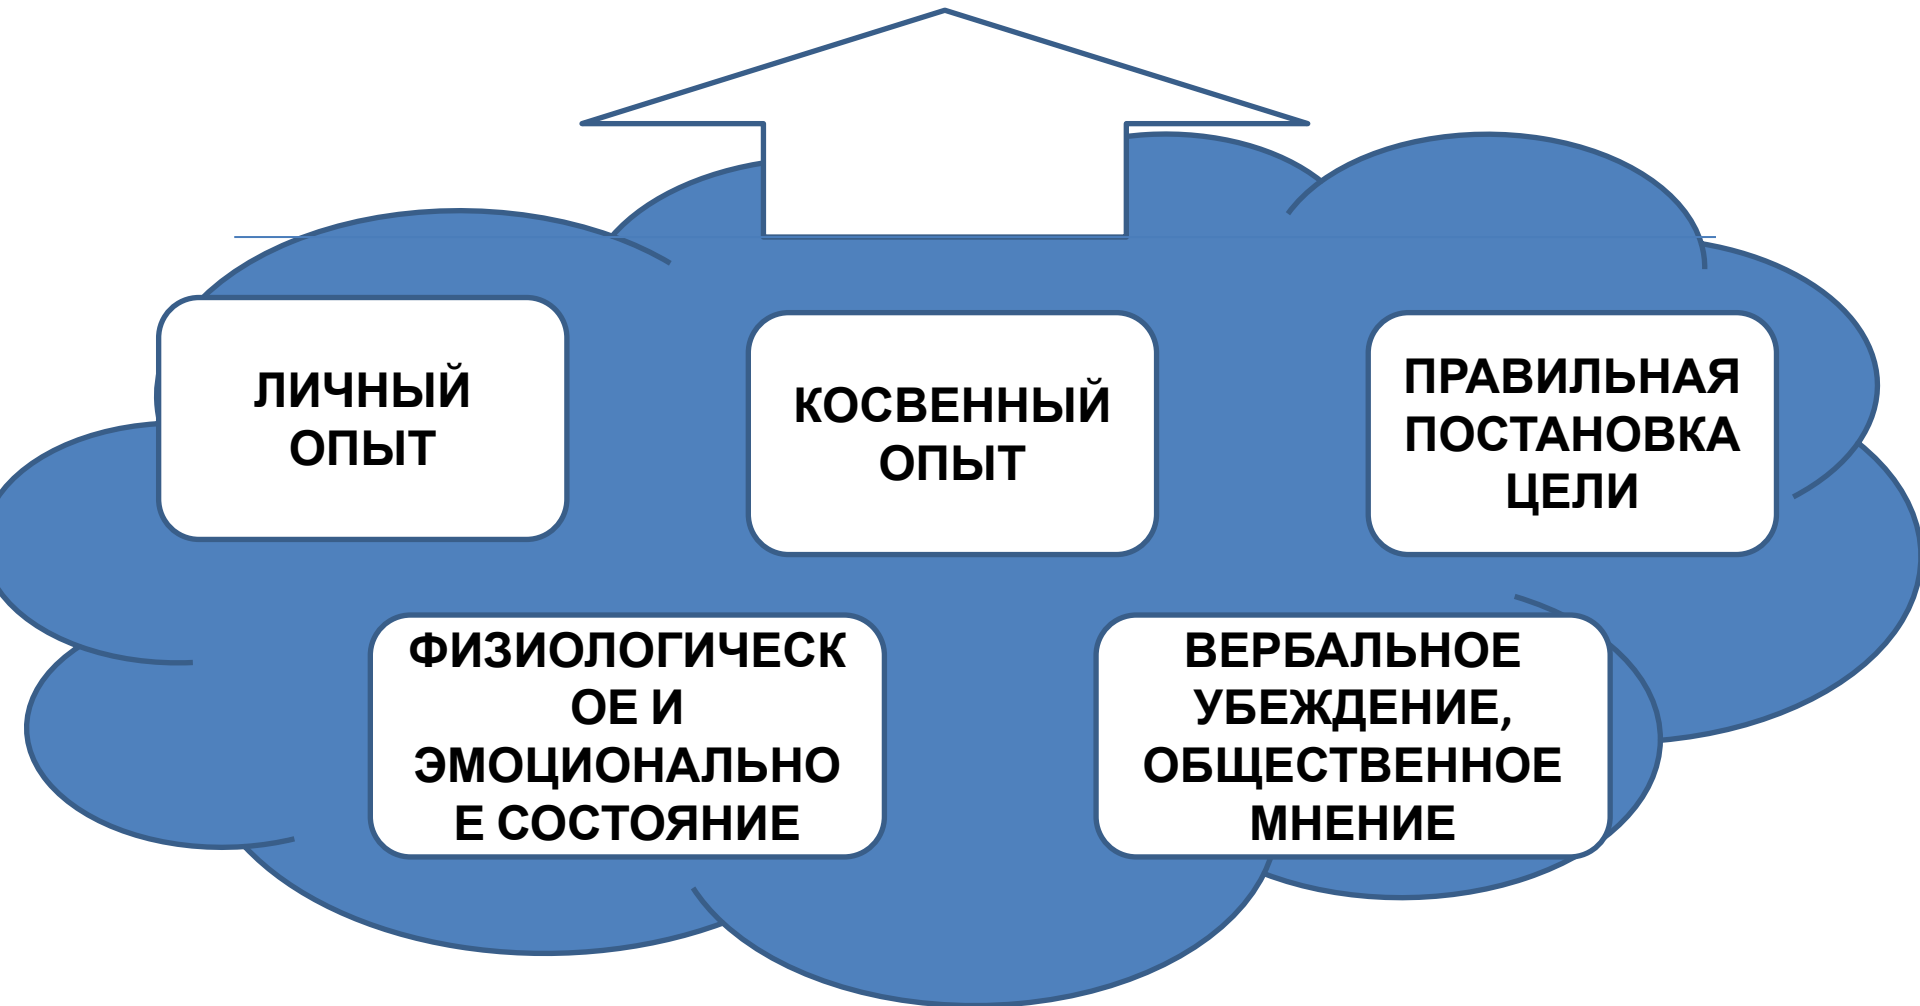 ЛИЧНЫЙ
ОПЫТ
КОСВЕННЫЙ
ОПЫТ
ПРАВИЛЬНАЯ
ПОСТАНОВКА
ЦЕЛИ
ФИЗИОЛОГИЧЕСК
ОЕ И
ЭМОЦИОНАЛЬНО
Е СОСТОЯНИЕ
ВЕРБАЛЬНОЕ
УБЕЖДЕНИЕ,
ОБЩЕСТВЕННОЕ
МНЕНИЕ